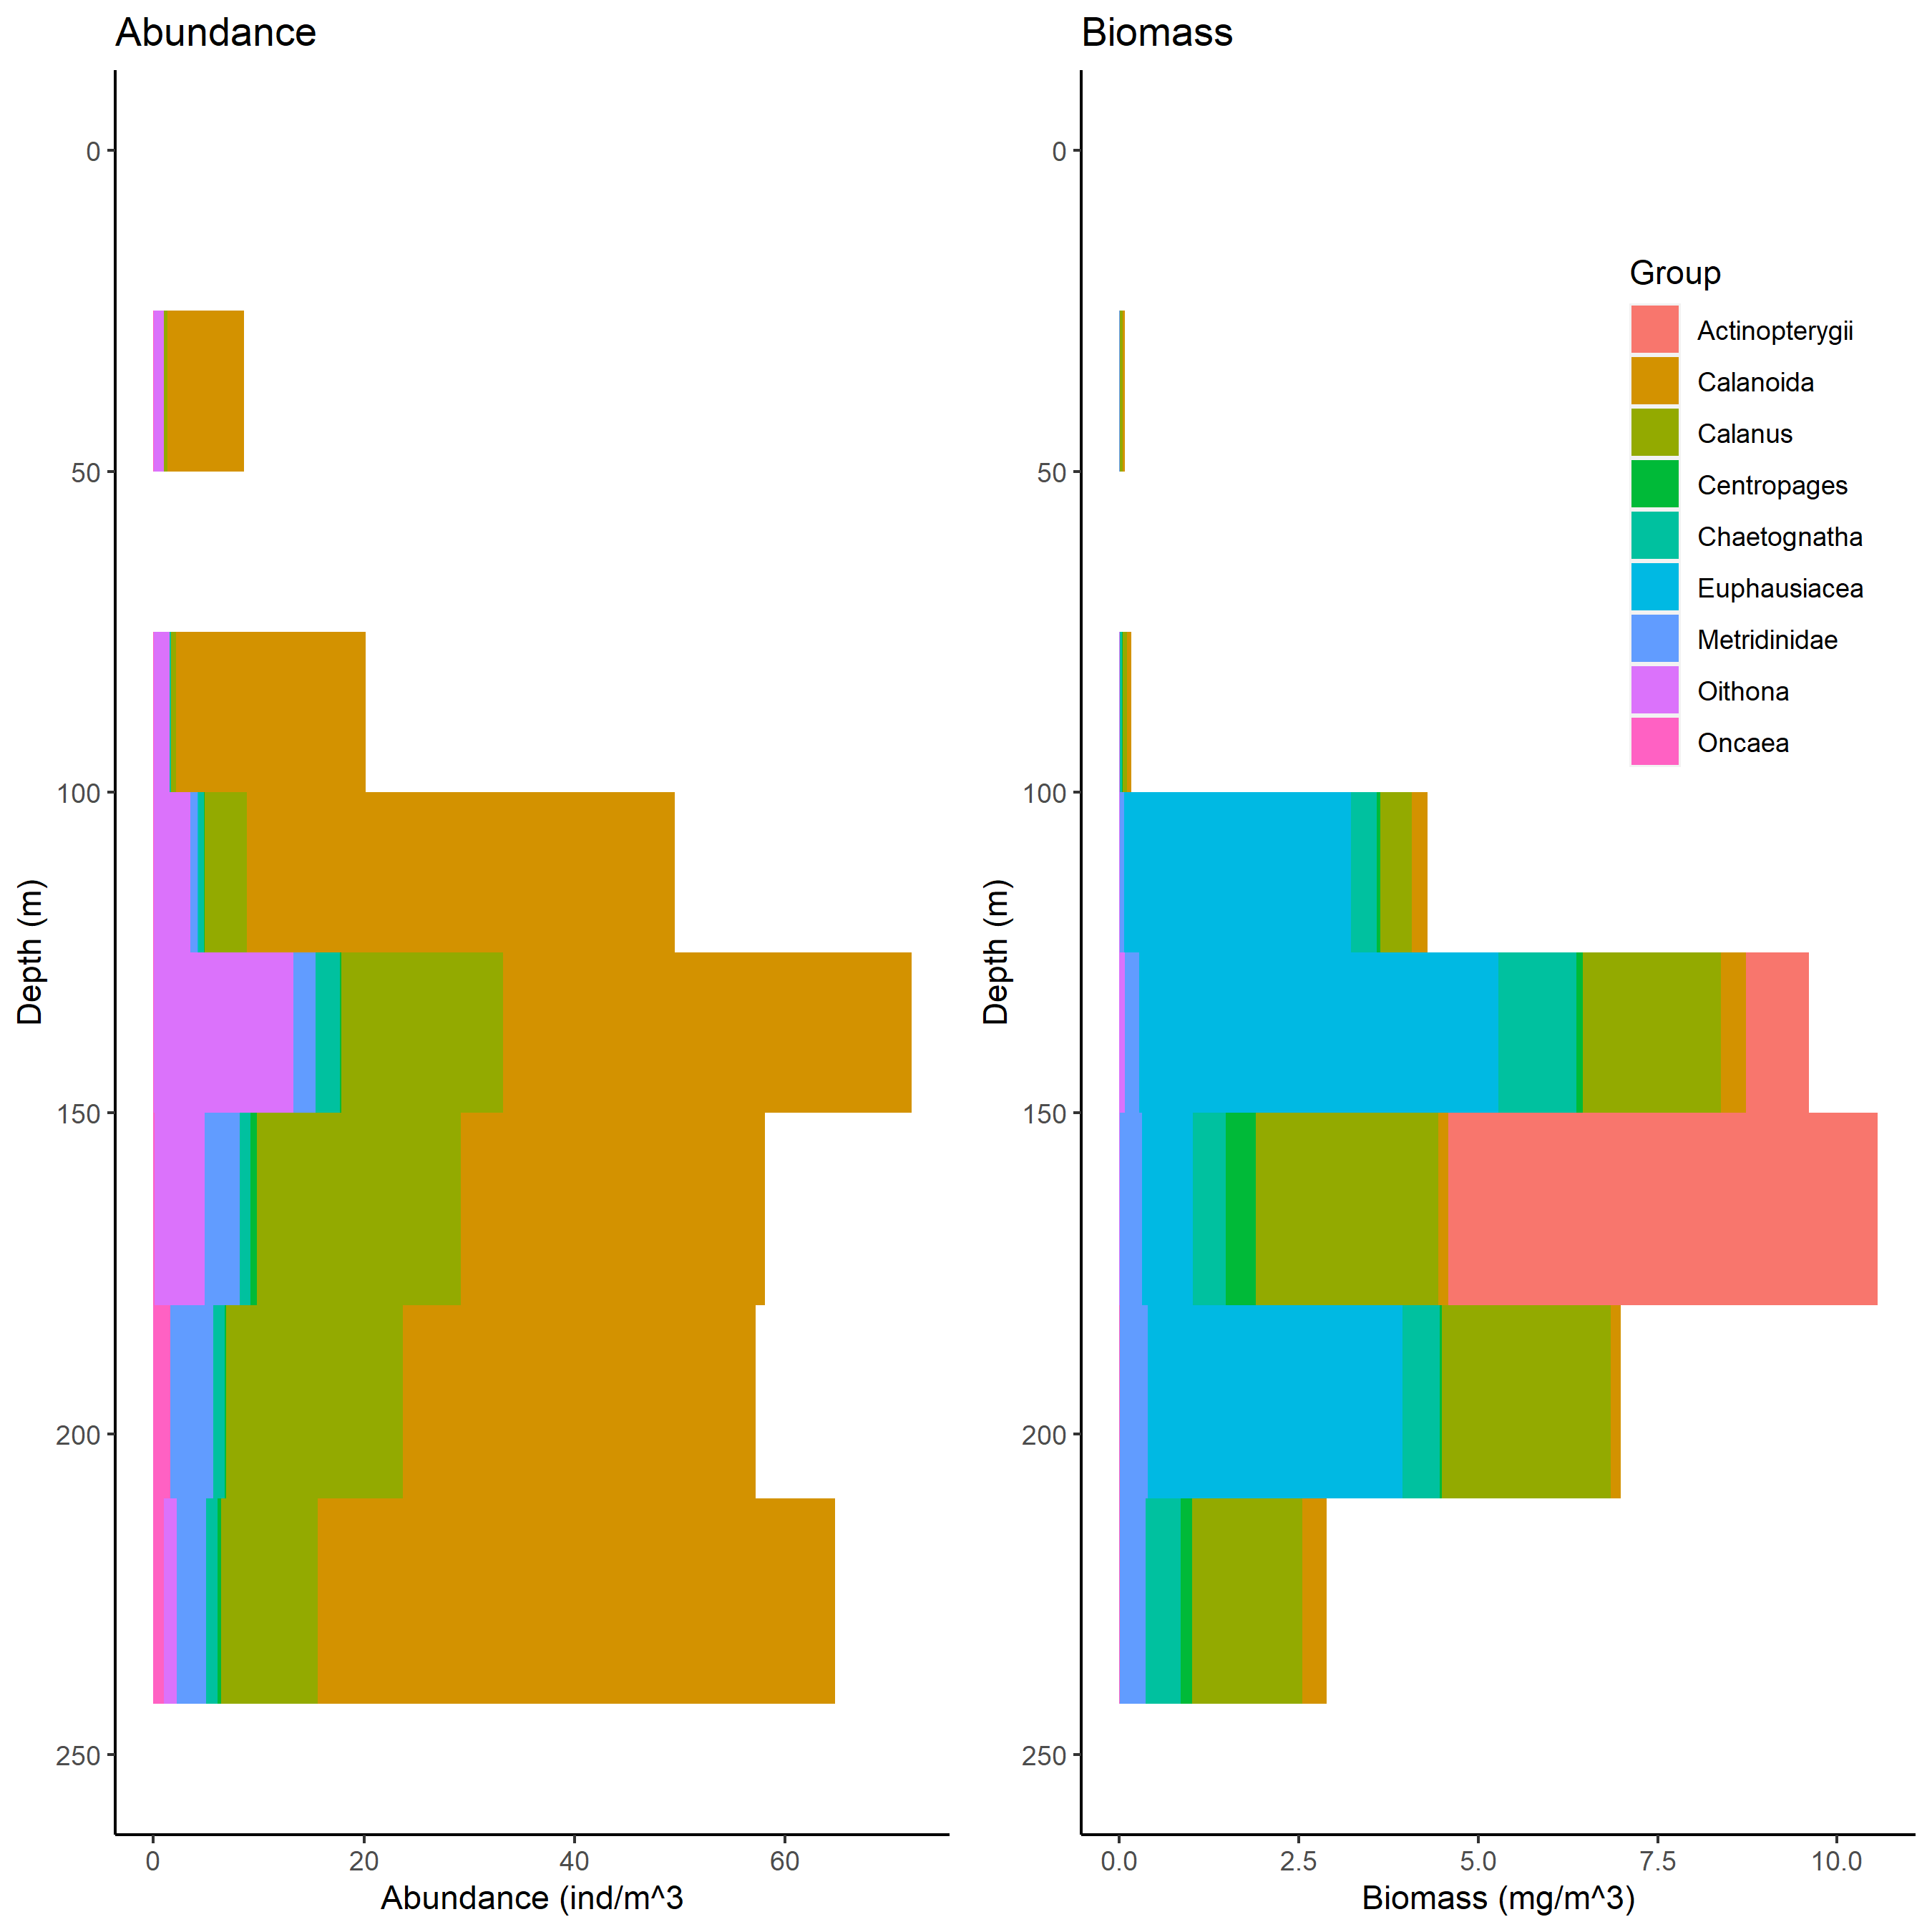 Abundance
0
50
100
150
200
250
Depth (m)
0 20 40 60
Abundance (ind/m^3
Biomass
0
50
100
150
200
250
Depth (m)
0.0 2.5 5.0 7.5 10.0
Biomass (mg/m^3)
Group
Actinopterygii
Calanoida
Calanus
Centropages
Chaetognatha
Euphausiacea
Metridinidae
Oithona
Oncaea